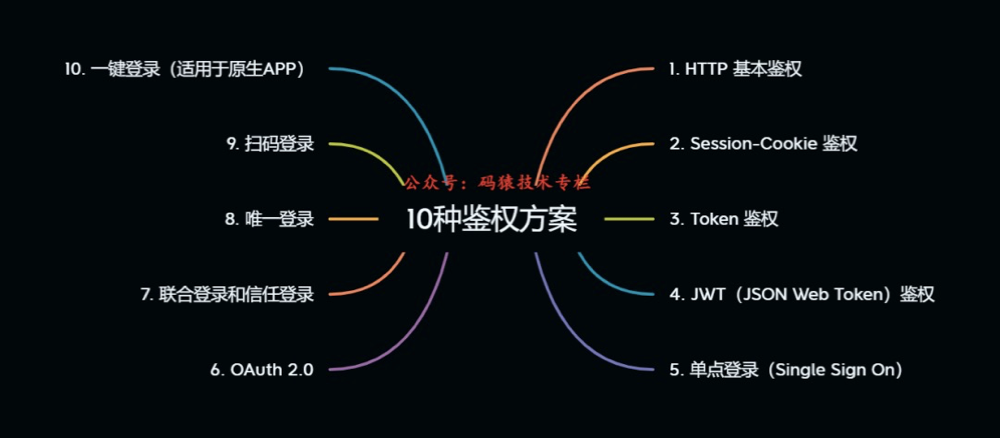 公众号：码猿技术专栏
10种鉴权方案
1. HTTP 基本鉴权
2. Session-Cookie 鉴权
3. Token 鉴权
4. JWT（JSON Web Token）鉴权
5. 单点登录（Single Sign On）
6. OAuth 2.0
7. 联合登录和信任登录
8. 唯一登录
9. 扫码登录
10. 一键登录（适用于原生APP）